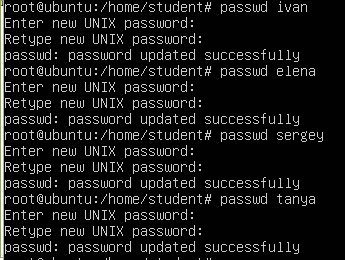 root@ubuntu:/home/student# passwd ivan
Enter new UNIX password:
Retype new UNIX password:
passwd: password updated successfully
root@ubuntu:/home/student# passwd elena
Enter new UNIX password:
Retype new UNIX password:
passwd: password updated successfully
root@ubuntu:/home/student# passwd sergey
Enter new UNIX password:
Retype new UNIX password:
passwd: password updated successfully
root@ubuntu:/home/student# passwd tanya
Enter new UNIX password:
Retype new UNIX password:
passwd: password updated successfully